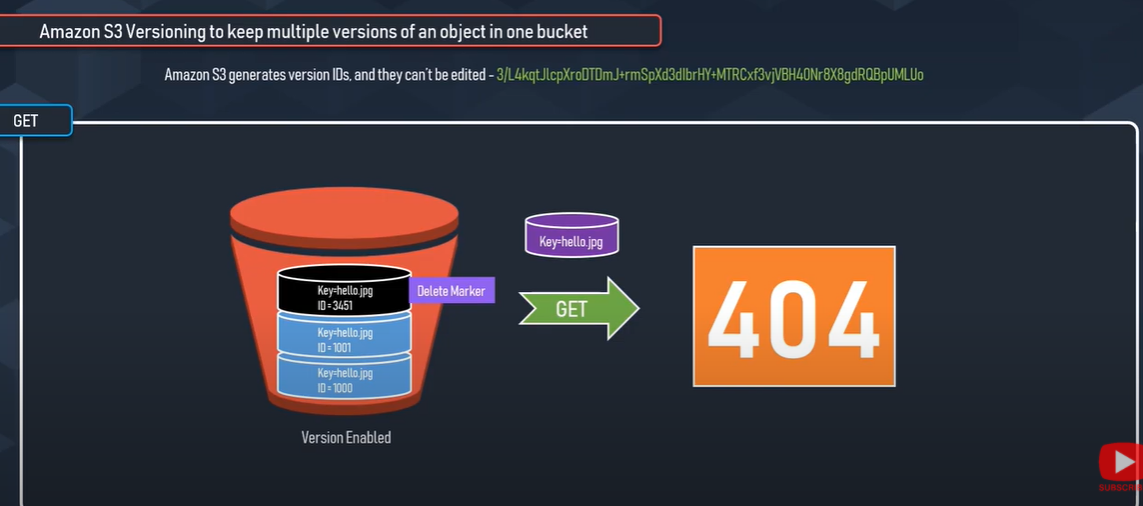 Amazon S3 Versioning to keep multiple versions of an object in one bucket
Amazon S3 generates version IDs, and they can't be edited - 3/L4kqtJlcpXroDTDmJ+rmSpXd3dIbrHY+MTRCxf3vjVBH40Nr8X8gdRQBpUMLUo
GET
Key=hello.jpg
ID = 3451
Delete Marker
Key=hello.jpg
ID = 1001
Key=hello.jpg
ID = 1000
Version Enabled
Key=hello.jpg
GET
404